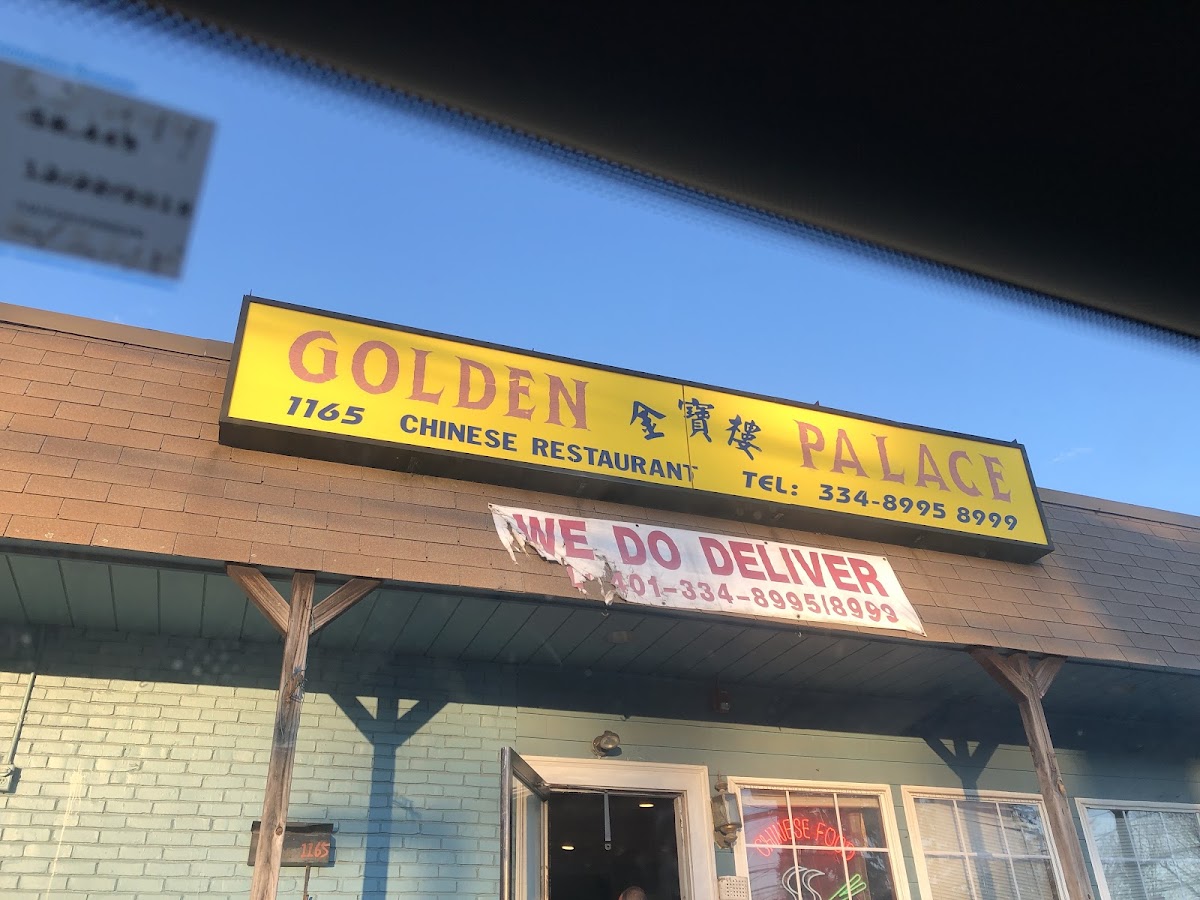 GOLDEN 金寶樓 PALACE
1165 CHINESE RESTAURANT TEL: 334-8995 8999
WE DO DELIVER
401-334-8995/8999
1165
CHINESE FOOD